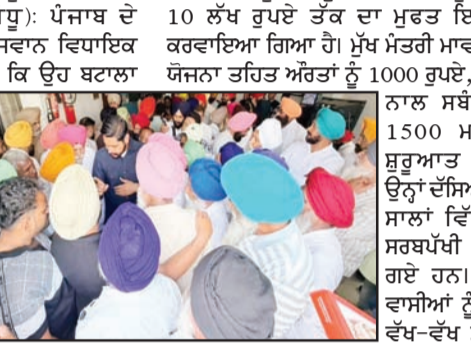 ਧੂ): ਪੰਜਾਬ ਦੇ
ਵਿਧਾਇਕ
ਕਿ ਉਹ ਬਟਾਲਾ
10 ਲੱਖ ਰੁਪਏ ਤੱਕ ਦਾ ਮੁਫਤ ਇ
ਕਰਵਾਇਆ ਗਿਆ ਹੈ। ਮੁੱਖ ਮੰਤਰੀ ਮਾਵ
ਯੋਜਨਾ ਤਹਿਤ ਔਰਤਾਂ ਨੂੰ 1000 ਰੁਪਏ,
ਨਾਲ ਸਬੰ
1500 ਮ
ਸ਼ੁਰੂਆਤ
ਉਨ੍ਹਾਂ ਦੱਸਿਆ
ਸਾਲਾਂ ਵਿੱ
ਸਰਬਪੱਖੀ
ਗਏ ਹਨ।
ਵਾਸੀਆਂ ਨੂੰ
ਵੱਖ-ਵੱਖ